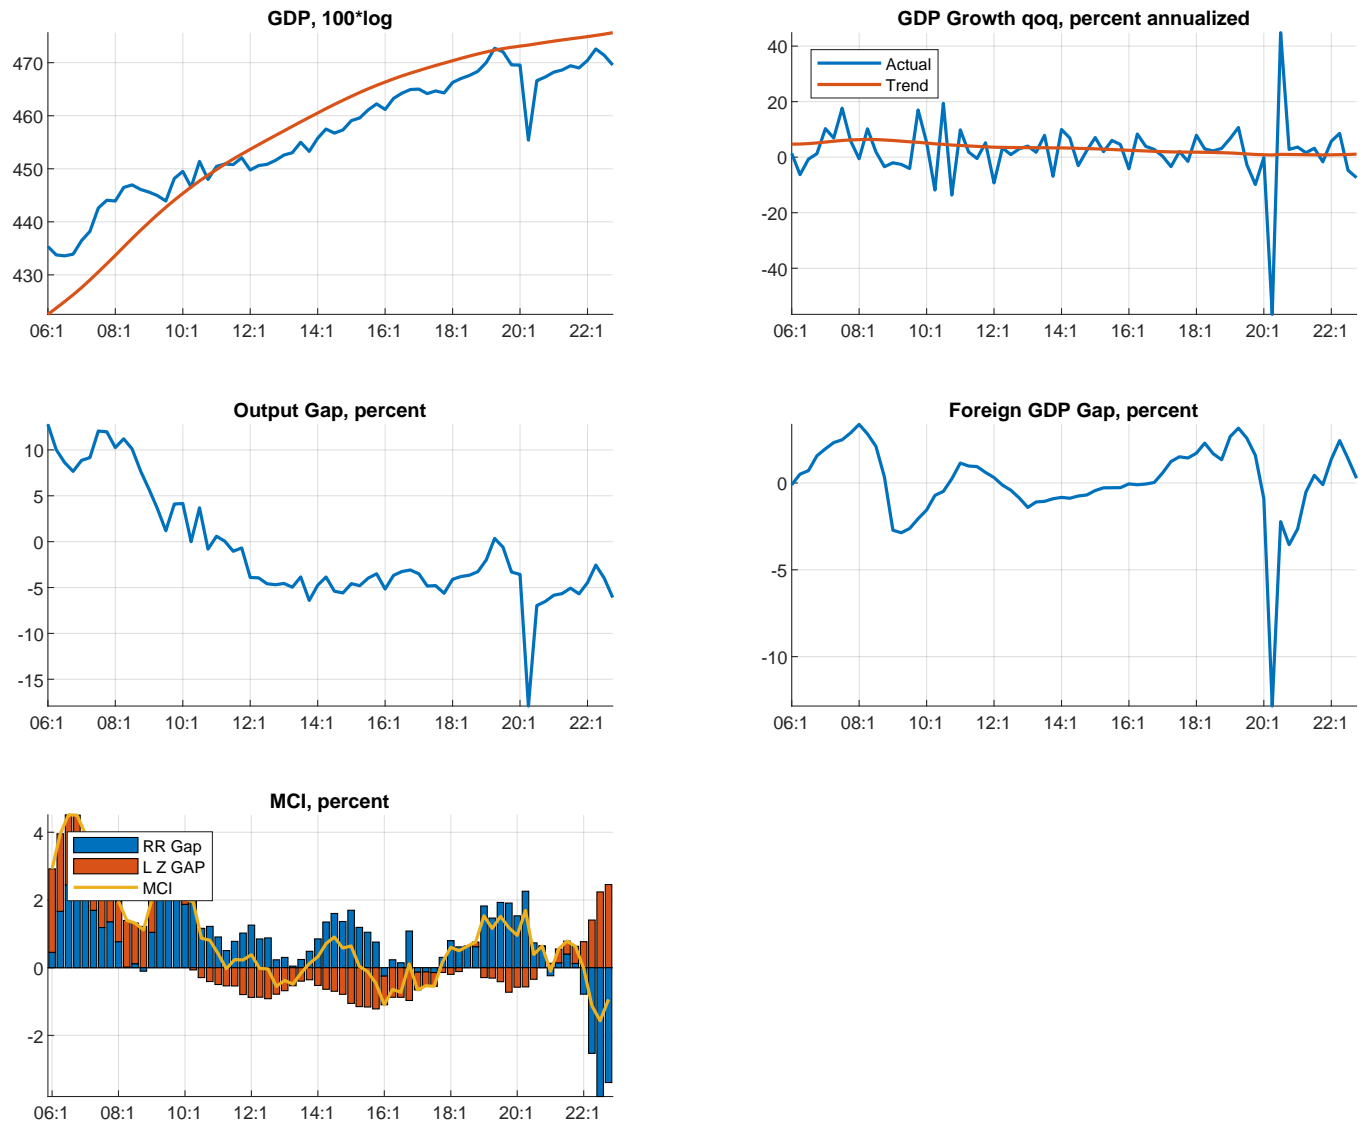 GDP, 100*log
470
460
450
440
430
06:1 08:1 10:1 12:1 14:1 16:1 18:1 20:1 22:1
GDP Growth qoq, percent annualized
40
20
0
-20
-40
Actual
Trend
06:1 08:1 10:1 12:1 14:1 16:1 18:1 20:1 22:1
Output Gap, percent
10
5
0
-5
-10
-15
06:1 08:1 10:1 12:1 14:1 16:1 18:1 20:1 22:1
Foreign GDP Gap, percent
0
-5
-10
06:1 08:1 10:1 12:1 14:1 16:1 18:1 20:1 22:1
MCI, percent
4
2
0
-2
RR Gap
L Z GAP
MCI
06:1 08:1 10:1 12:1 14:1 16:1 18:1 20:1 22:1